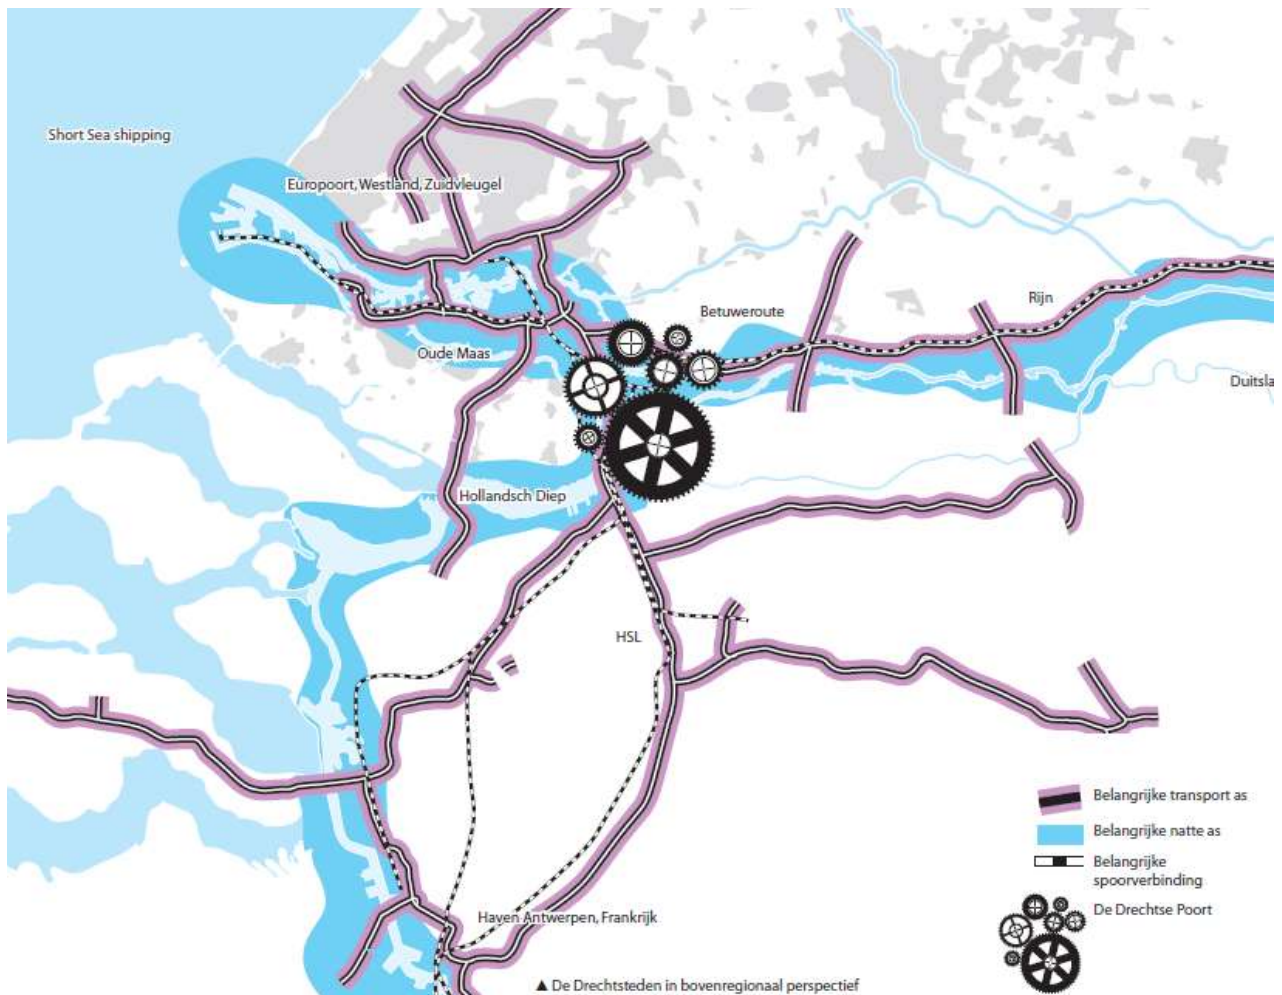 Short Sea shipping
Europoort, Westland, Zuidvleugel
Rijn
Betuweroute
Oude Maas
Duitsla
Hollandsch Diep
HSL
Belangrijke transport as
Belangrijke natte as
Belangrijke
spoorverbinding
De Drechtse Poort
Haven Antwerpen, Frankrijk
▲ De Drechtsteden in bovenregionaal perspectief